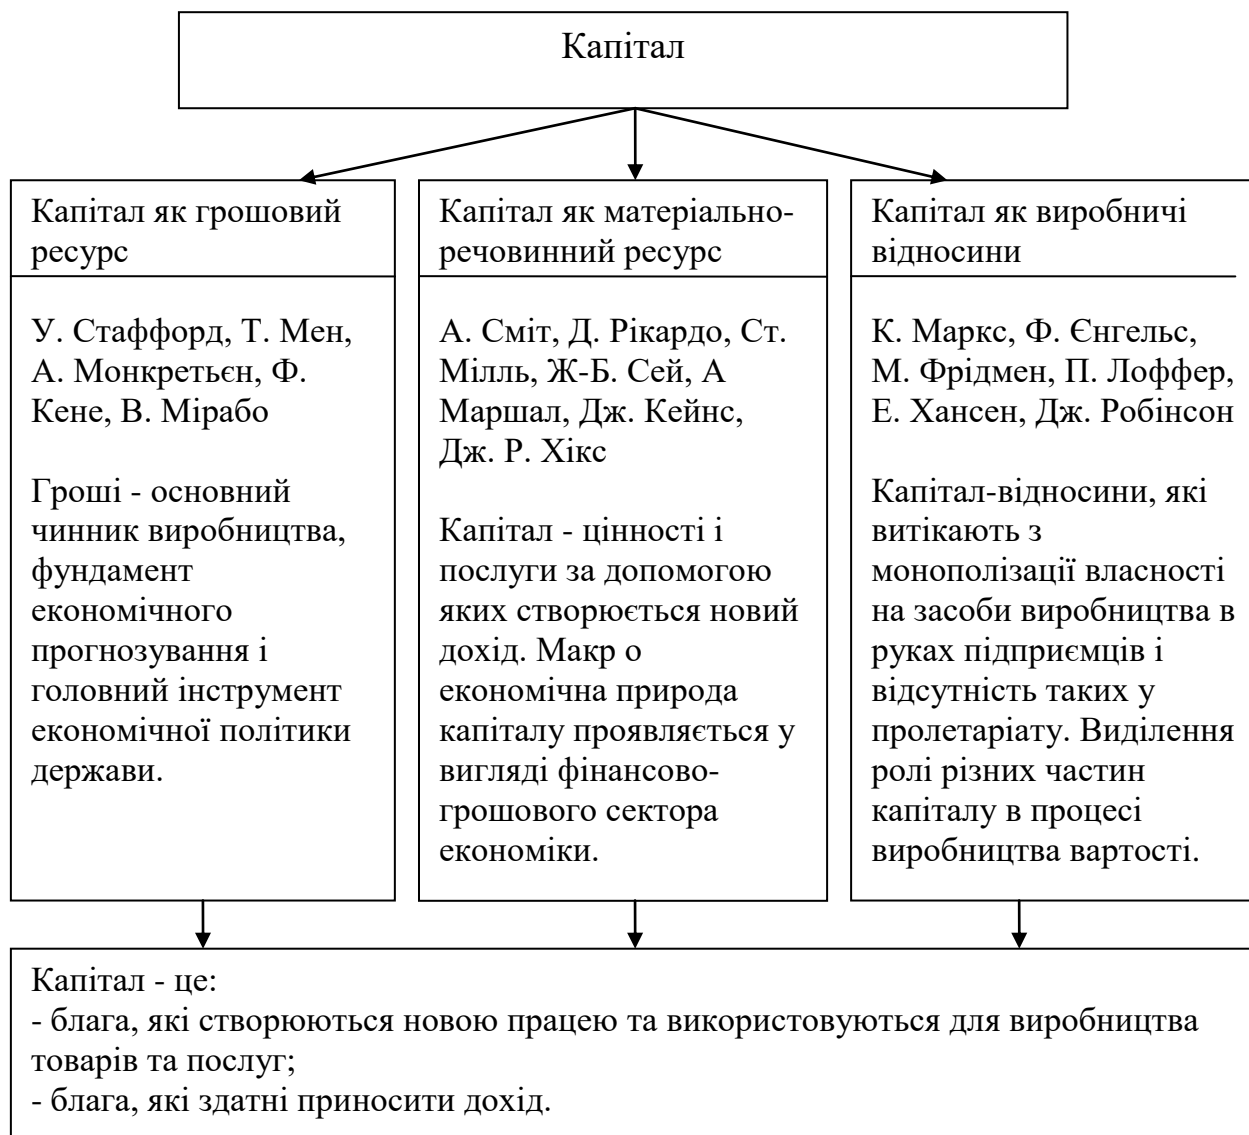 Капітал
Капітал як грошовий
ресурс
У. Стаффорд, Т. Мен,
А. Монкретьєн, Ф.
Кене, В. Мірабо
Гроші - основний
чинник виробництва,
фундамент
економічного
прогнозування і
головний інструмент
економічної політики
держави.
Капітал як матеріально-
речовинний ресурс
А. Сміт, Д. Рікардо, Ст.
Мілль, Ж-Б. Сей, А
Маршал, Дж. Кейнс,
Дж. Р. Хікс
Капітал - цінності і
послуги за допомогою
яких створюється новий
дохід. Макр о
економічна природа
капіталу проявляється у
вигляді фінансово-
грошового сектора
економіки.
Капітал як виробничі
відносини
К. Маркс, Ф. Єнгельс,
М. Фрідмен, П. Лоффер,
Е. Хансен, Дж. Робінсон
Капітал-відносини, які
витікають з
монополізації власності
на засоби виробництва в
руках підприємців і
відсутність таких у
пролетаріату. Виділення
ролі різних частин
капіталу в процесі
виробництва вартості.
Капітал - це:
- блага, які створюються новою працею та використовуються для виробництва
товарів та послуг;
- блага, які здатні приносити дохід.